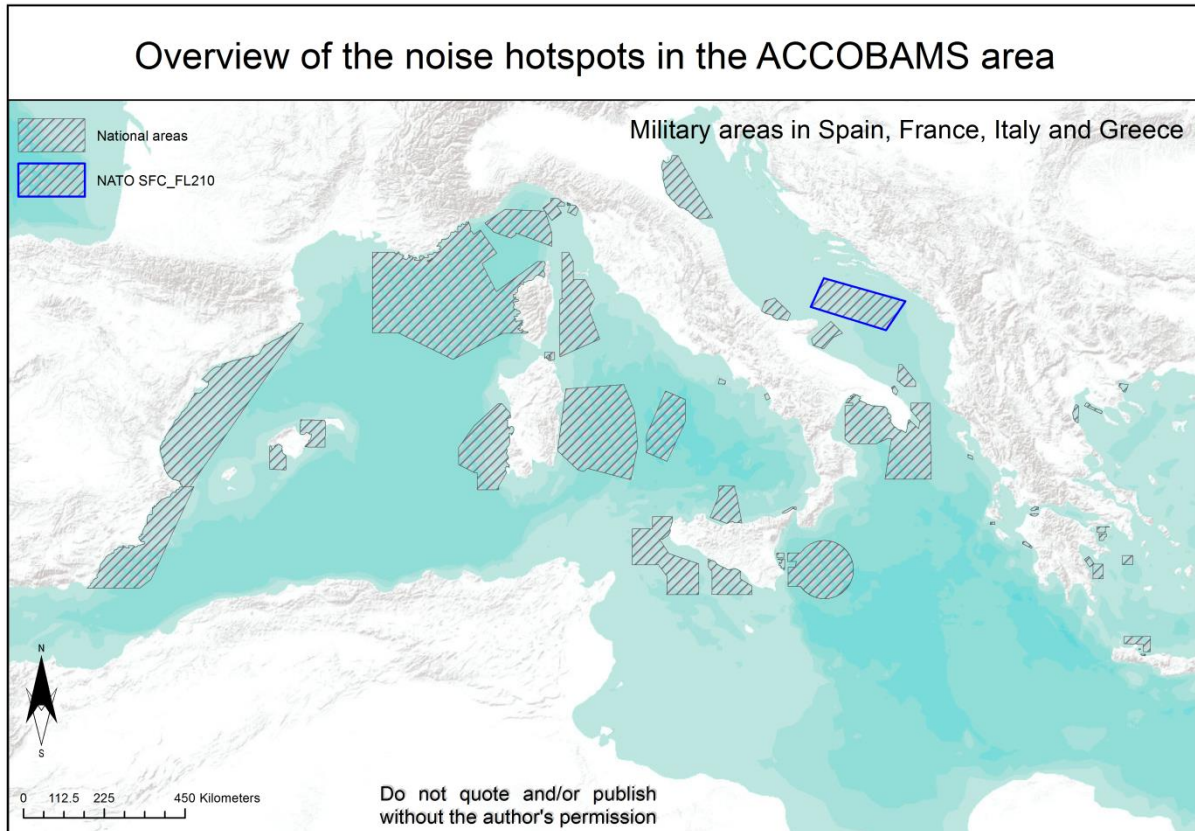 Overview of the noise hotspots in the ACCOBAMS area
National areas
NATO SFC_FL210
Military areas in Spain, France, Italy and Greece
N
S
0 112.5 225 450 Kilometers
Do not quote and/or publish
without the author's permission